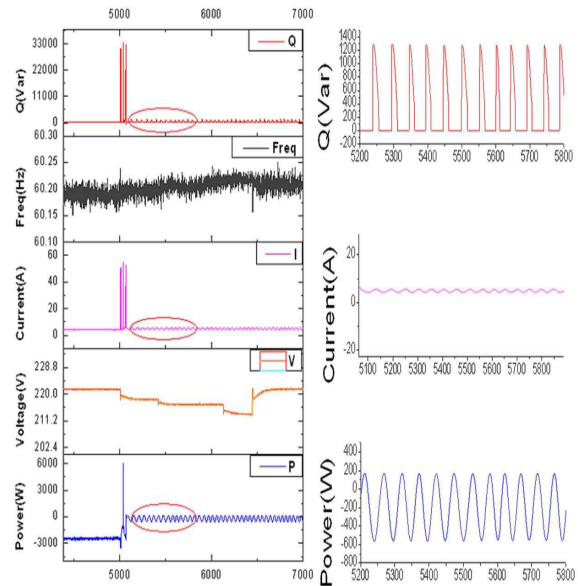 5000 6000 7000
Q
Q(Var)
33000
22000
11000
0
60.30
Freq
Freq(Hz)
60.25
60.20
60.15
60.10
I
Current(A)
60
40
20
0
V
Voltage(V)
228.8
220.0
211.2
202.4
P
Power(W)
6000
3000
0
-3000
5000 6000 7000
Q(Var)
1400
1200
1000
800
600
400
200
0
-200
5200 5300 5400 5500 5600 5700 5800
Current(A)
20
0
-20
5100 5200 5300 5400 5500 5600 5700 5800
Power(W)
400
200
0
-200
-400
-600
-800
5200 5300 5400 5500 5600 5700 5800